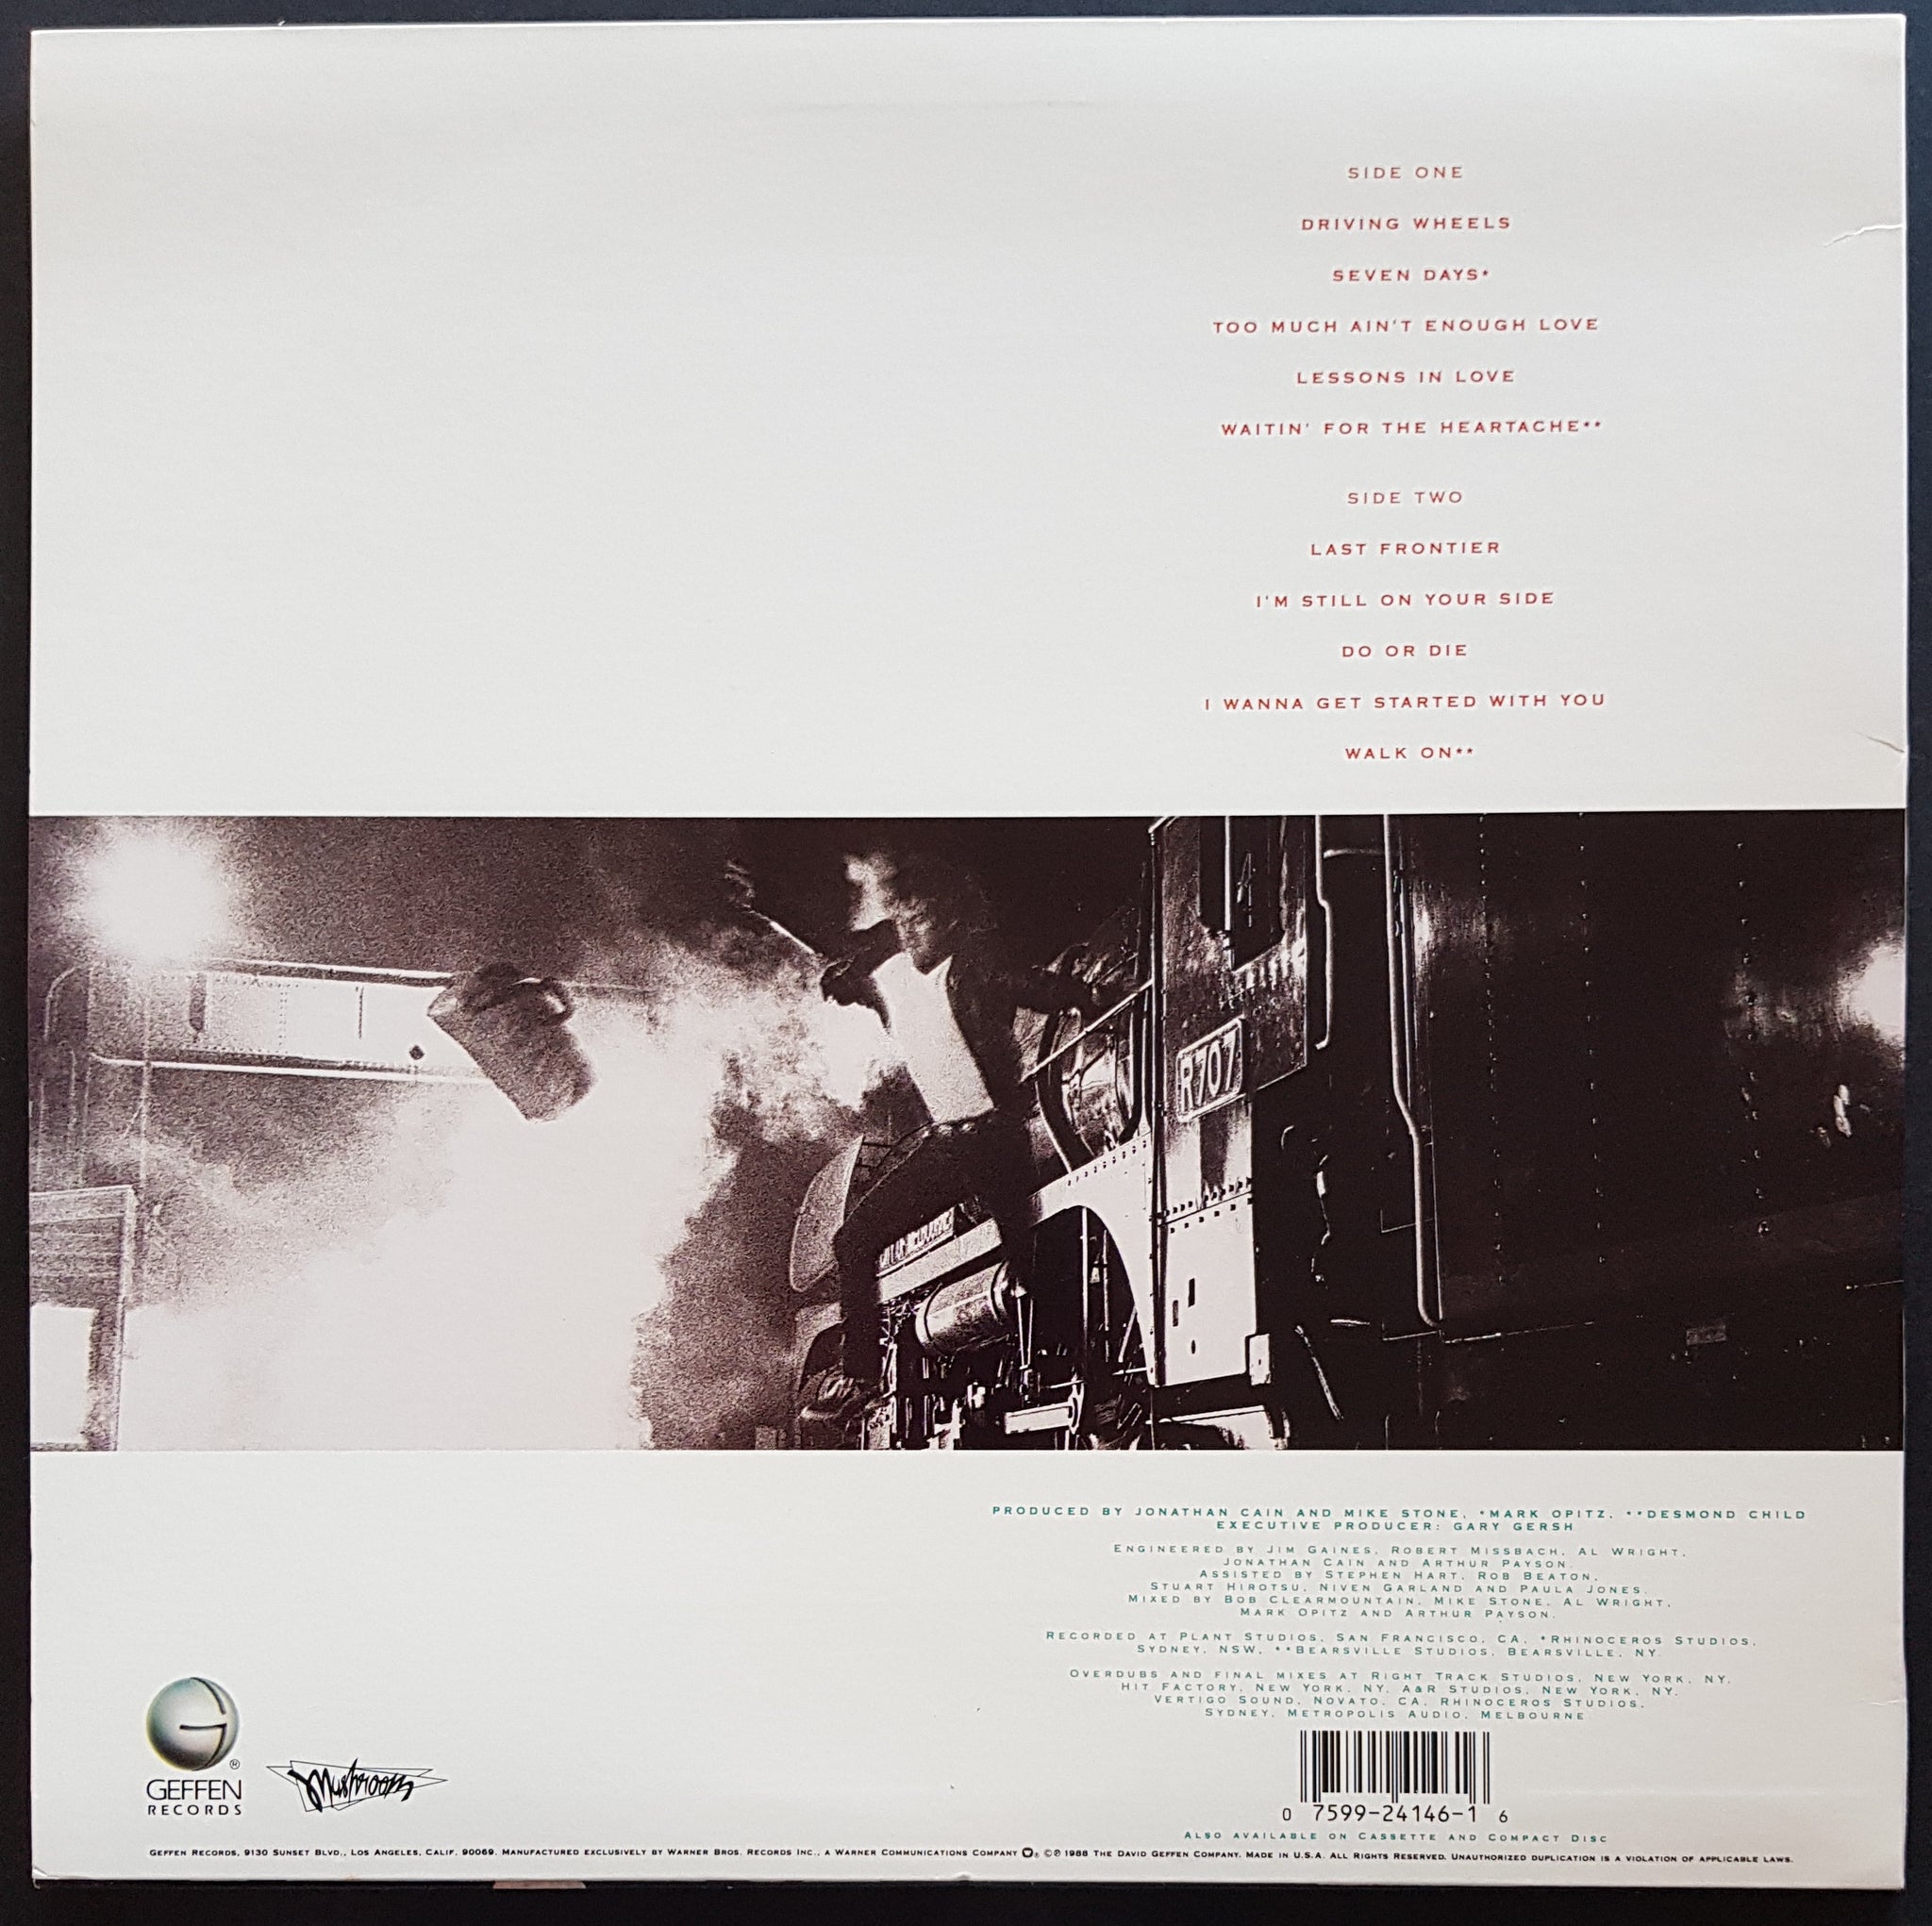 SIDE ONE
DRIVING WHEELS
SEVEN DAYS*
TOO MUCH AIN'T ENOUGH LOVE
LESSONS IN LOVE
WAITIN' FOR THE HEARTACHE**
SIDE TWO
LAST FRONTIER
I'M STILL ON YOUR SIDE
DO OR DIE
I WANNA GET STARTED WITH YOU
WALK ON**
R707
PRODUCED BY JONATHAN CAIN AND MIKE STONE, *MARK OPITZ, **DESMOND CHILD
EXECUTIVE PRODUCER: GARY GERSH
ENGINEERED BY JIM GAINES, ROBERT MISSBACH, AL WRIGHT,
JONATHAN CAIN AND ARTHUR PAYSON.
ASSISTED BY STEPHEN HART, ROB BEATON,
STUART HIROTSU, NIVEN GARLAND AND PAULA JONES.
MIXED BY BOB CLEARMOUNTAIN, MIKE STONE, AL WRIGHT,
MARK OPITZ AND ARTHUR PAYSON.
RECORDED AT PLANT STUDIOS, SAN FRANCISCO, CA, *RHINOCEROS STUDIOS,
SYDNEY, NSW, **BEARSVILLE STUDIOS, BEARSVILLE, NY.
OVERDUBS AND FINAL MIXES AT RIGHT TRACK STUDIOS, NEW YORK, NY,
HIT FACTORY, NEW YORK, NY, A&R STUDIOS, NEW YORK, NY,
VERTIGO SOUND, NOVATO, CA, RHINOCEROS STUDIOS,
SYDNEY, METROPOLIS AUDIO, MELBOURNE
G®
GEFFEN
RECORDS
Mushroom
0 7599-24146-1 6
ALSO AVAILABLE ON CASSETTE AND COMPACT DISC
GEFFEN RECORDS, 9130 SUNSET BLVD., LOS ANGELES, CALIF. 90069. MANUFACTURED EXCLUSIVELY BY WARNER BROS. RECORDS INC., A WARNER COMMUNICATIONS COMPANY ®. ©℗ 1988 THE DAVID GEFFEN COMPANY. MADE IN U.S.A. ALL RIGHTS RESERVED. UNAUTHORIZED DUPLICATION IS A VIOLATION OF APPLICABLE LAWS.